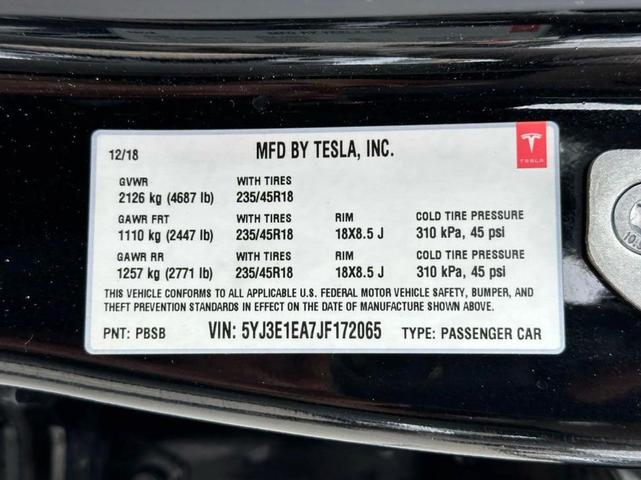 12/18 MFD BY TESLA, INC.
TESLA
GVWR WITH TIRES
2126 kg (4687 lb) 235/45R18
GAWR FRT WITH TIRES RIM COLD TIRE PRESSURE
1110 kg (2447 lb) 235/45R18 18X8.5 J 310 kPa, 45 psi
GAWR RR WITH TIRES RIM COLD TIRE PRESSURE
1257 kg (2771 lb) 235/45R18 18X8.5 J 310 kPa, 45 psi
THIS VEHICLE CONFORMS TO ALL APPLICABLE U.S. FEDERAL MOTOR VEHICLE SAFETY, BUMPER, AND
THEFT PREVENTION STANDARDS IN EFFECT ON THE DATE OF MANUFACTURE SHOWN ABOVE.
PNT: PBSB VIN: 5YJ3E1EA7JF172065 TYPE: PASSENGER CAR